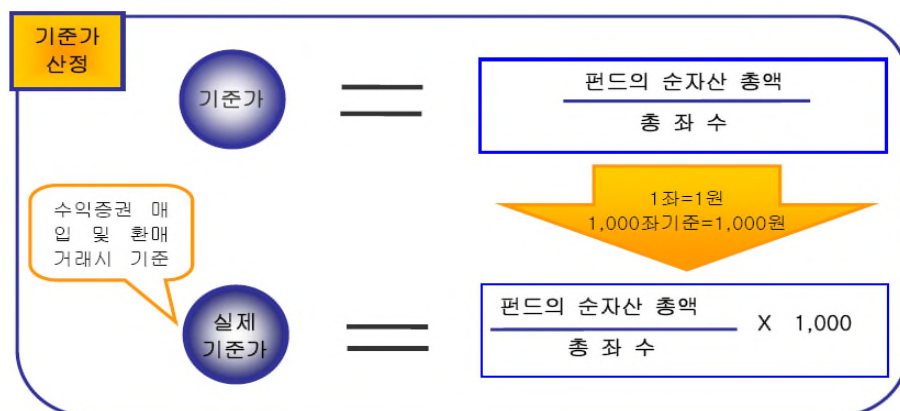 기준가
산정
기준가
펀드의 순자산 총액
총 좌 수
1좌=1원
1,000좌기준=1,000원
수익증권 매
입 및 환매
거래시 기준
실제
기준가
펀드의 순자산 총액
총 좌 수
X 1,000